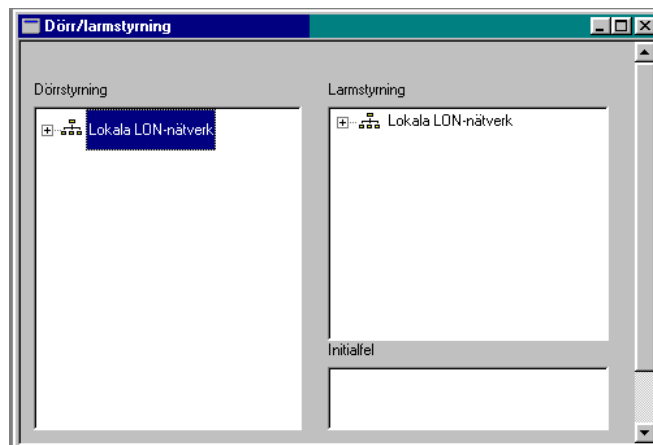 Dörr/larmstyrning
Dörrstyrning
Lokala LON-nätverk
Larmstyrning
Lokala LON-nätverk
Initialfel